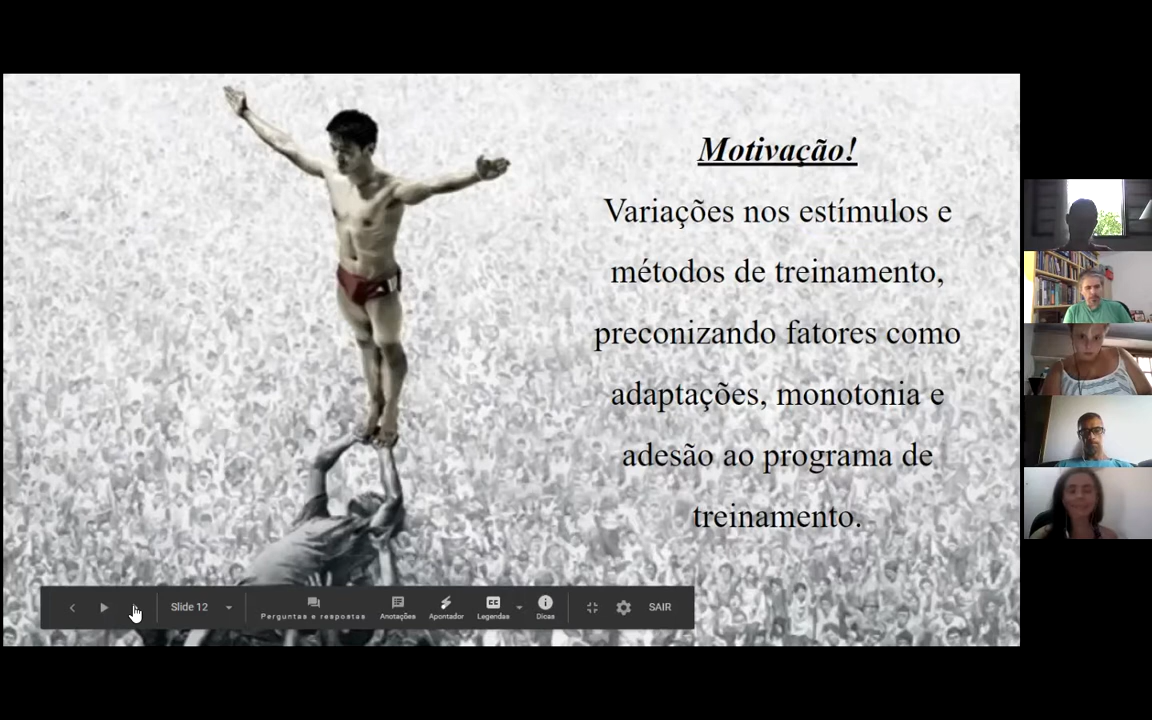 Motivação!
Variações nos estímulos e
métodos de treinamento,
preconizando fatores como
adaptações, monotonia e
adesão ao programa de
treinamento.
Slide 12
Perguntas e respostas
Anotações
Apontador
CC
Legendas
Dicas
SAIR